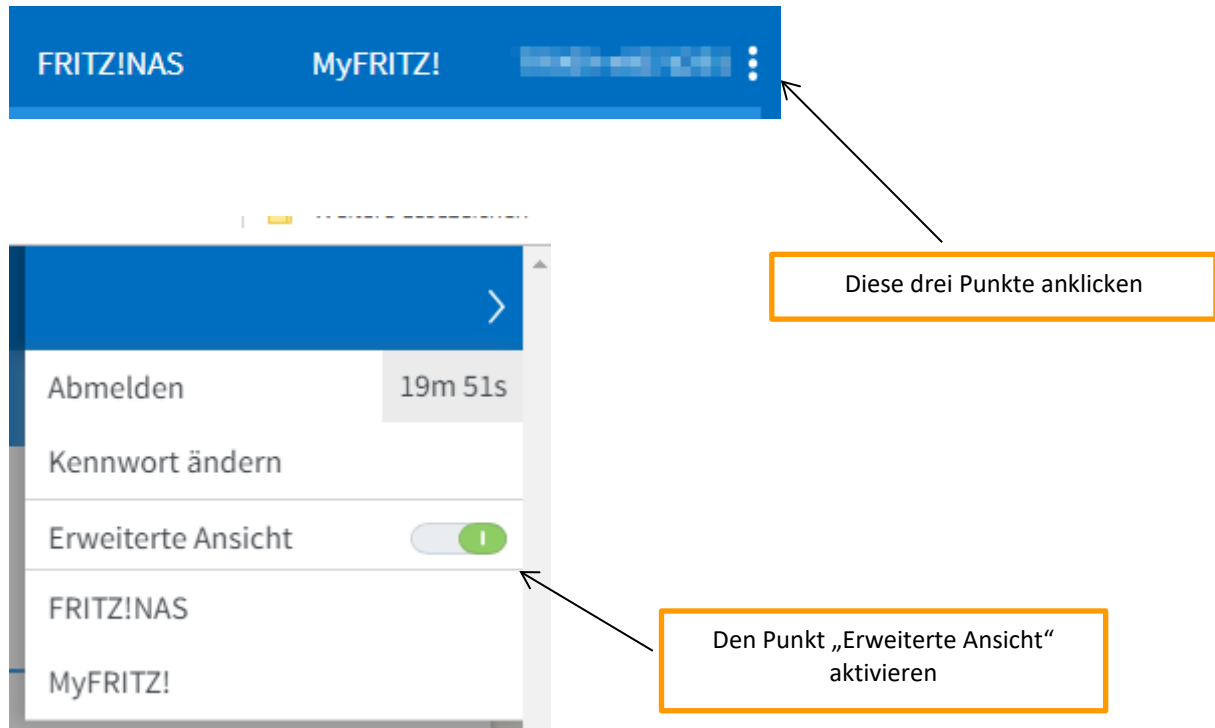 FRITZ!NAS MyFRITZ!
Diese drei Punkte anklicken
Abmelden 19m 51s
Kennwort ändern
Erweiterte Ansicht
FRITZ!NAS
MyFRITZ!
Den Punkt „Erweiterte Ansicht“
aktivieren